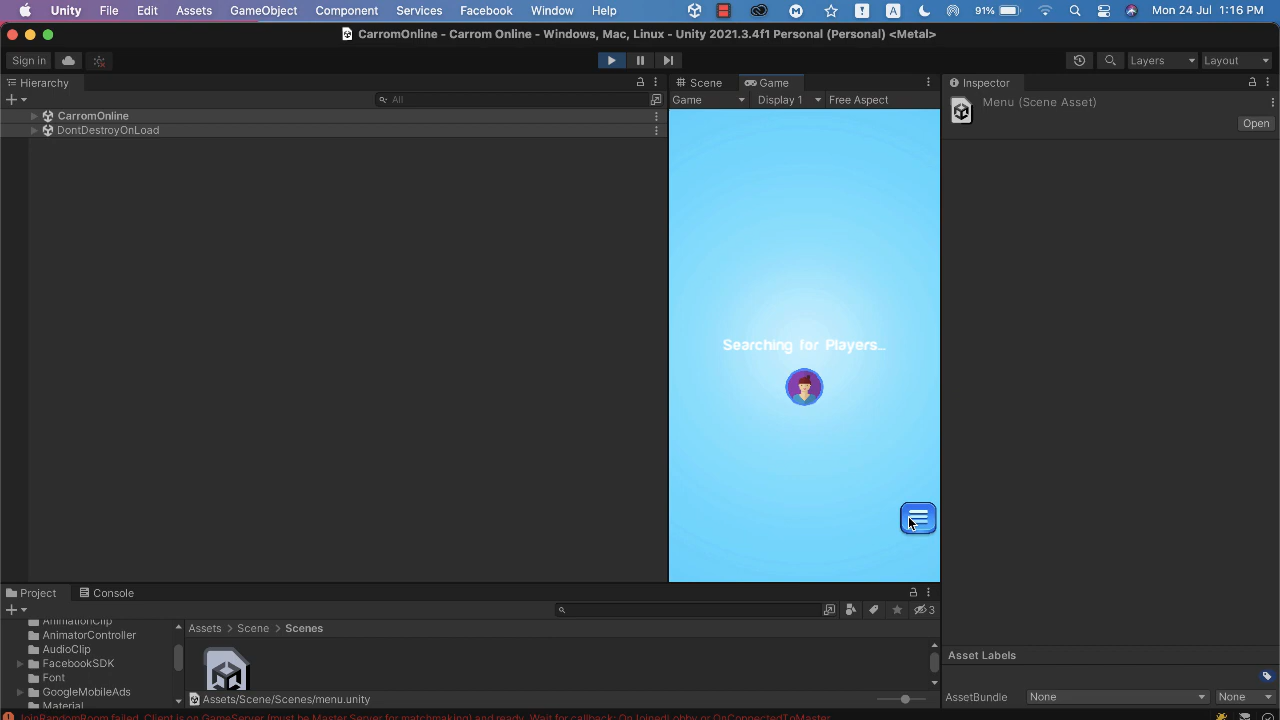 Unity File Edit Assets GameObject Component Services Facebook Window Help 91% Mon 24 Jul 1:16 PM
CarromOnline - Carrom Online - Windows, Mac, Linux - Unity 2021.3.4f1 Personal (Personal) <Metal>
Sign in Layers Layout
Hierarchy Scene Game Inspector
All Game Display 1 Free Aspect Menu (Scene Asset)
CarromOnline
Open
DontDestroyOnLoad
Searching for Players...
Project Console
3
AnimationClip
Assets > Scene > Scenes
AnimatorController
AudioClip
FacebookSDK
Asset Labels
Font
GoogleMobileAds
Assets/Scene/Scenes/menu.unity
AssetBundle None None
Material
JoinRandomRoom failed. Client is on GameServer (must be Master Server for matchmaking) and ready. Wait for callback: OnJoinedLobby or OnConnectedToMaster.